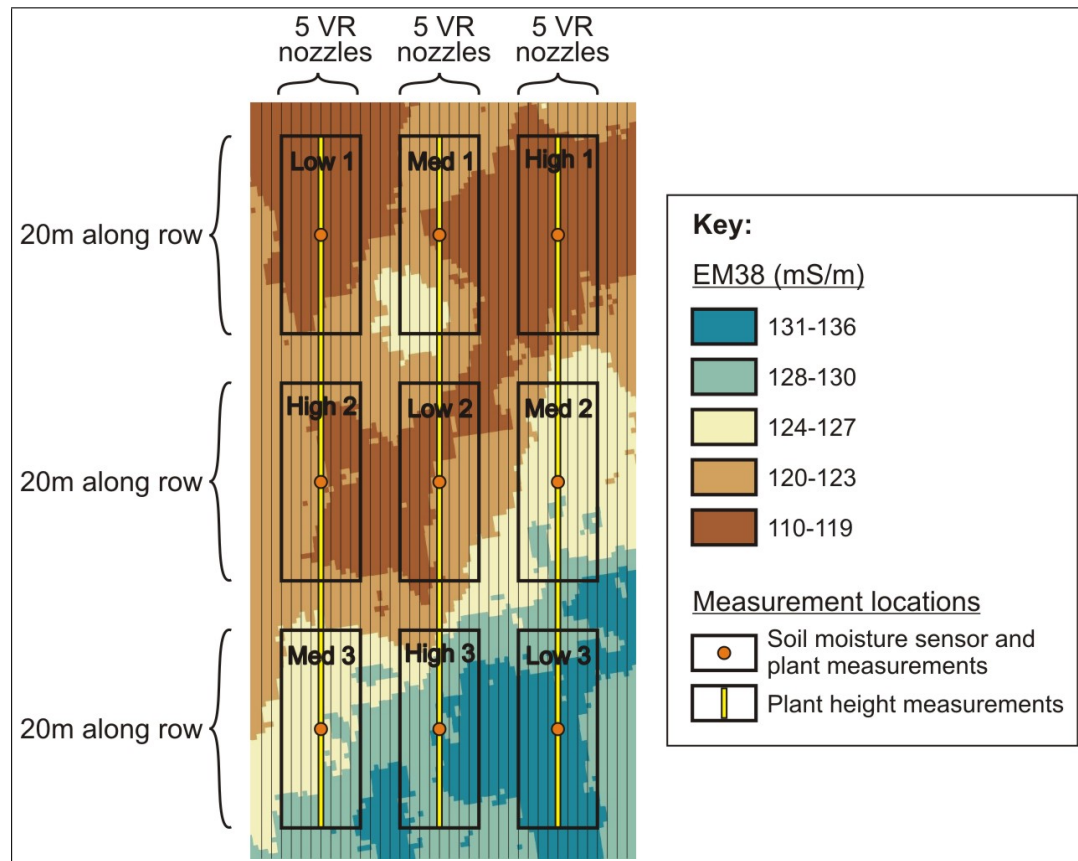 5 VR
nozzles
5 VR
nozzles
5 VR
nozzles
20m along row
Low 1
Med 1
High 1
20m along row
High 2
Low 2
Med 2
20m along row
Med 3
High 3
Low 3
Key:
EM38 (mS/m)
131-136
128-130
124-127
120-123
110-119
Measurement locations
Soil moisture sensor and
plant measurements
Plant height measurements